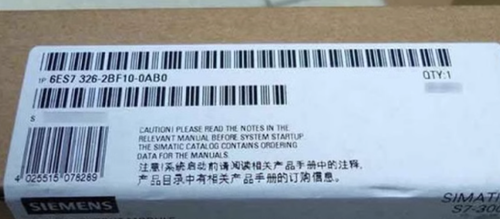 1P 6ES7 326-2BF10-0AB0
QTY:1
S
CAUTION! PLEASE READ THE NOTES IN THE
RELEVANT MANUAL BEFORE SYSTEM STARTUP.
THE SIMATIC CATALOG CONTAINS ORDERING
DATA FOR THE MANUALS.
注意!系统启动前请阅读相关产品手册中的注释,
产品目录中有相关产品手册的订购信息。
4 025515 078289
SIEMENS
SIMATI
S7-300